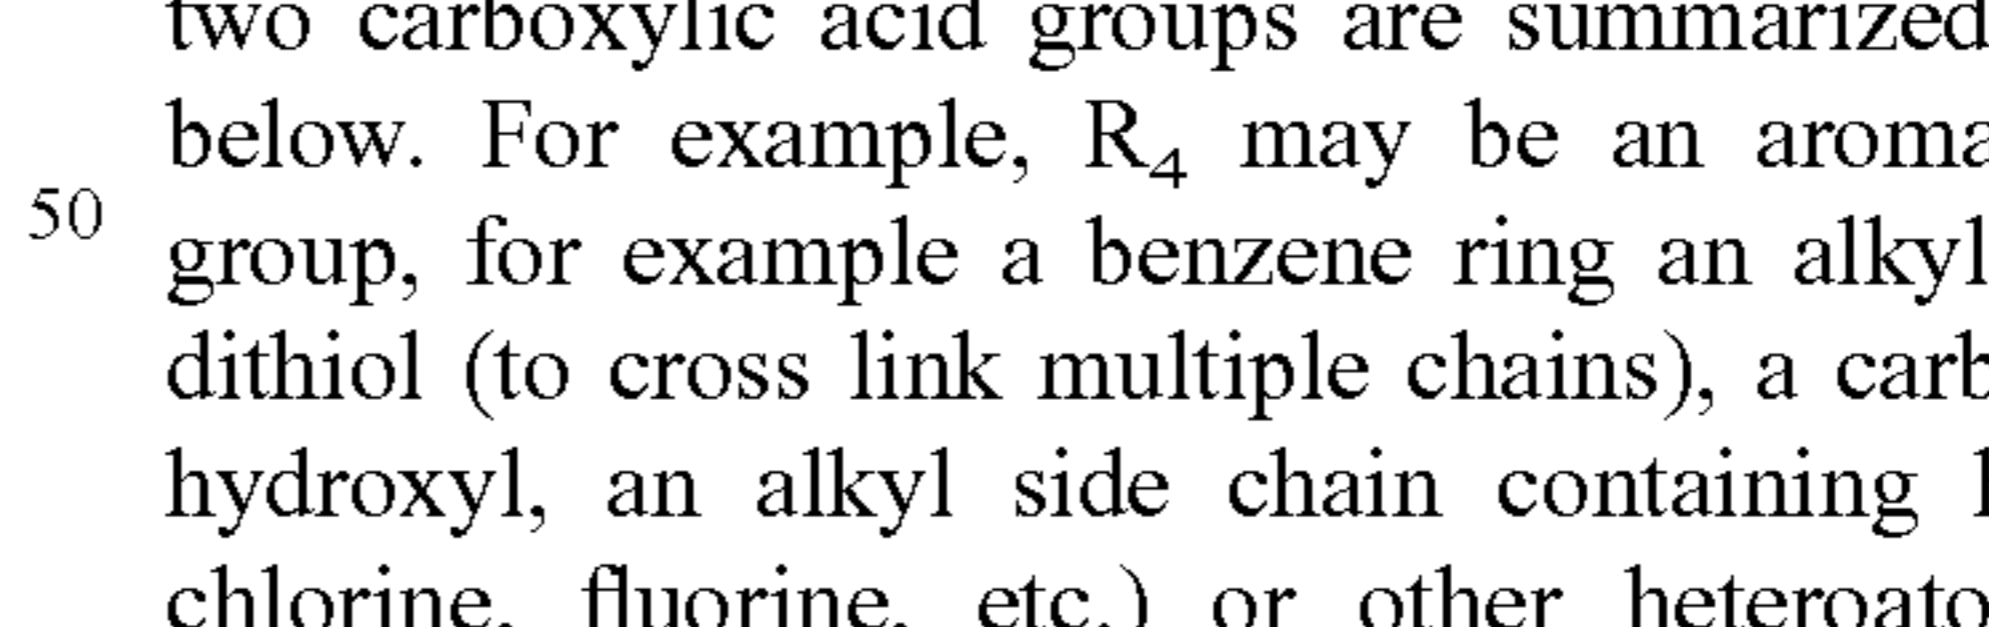 two carboxylic acid groups are summarized
below. For example, R₄ may be an aroma
50
group, for example a benzene ring an alkyl
dithiol (to cross link multiple chains), a carb
hydroxyl, an alkyl side chain containing
chlorine, fluorine, etc.) or other heteroato